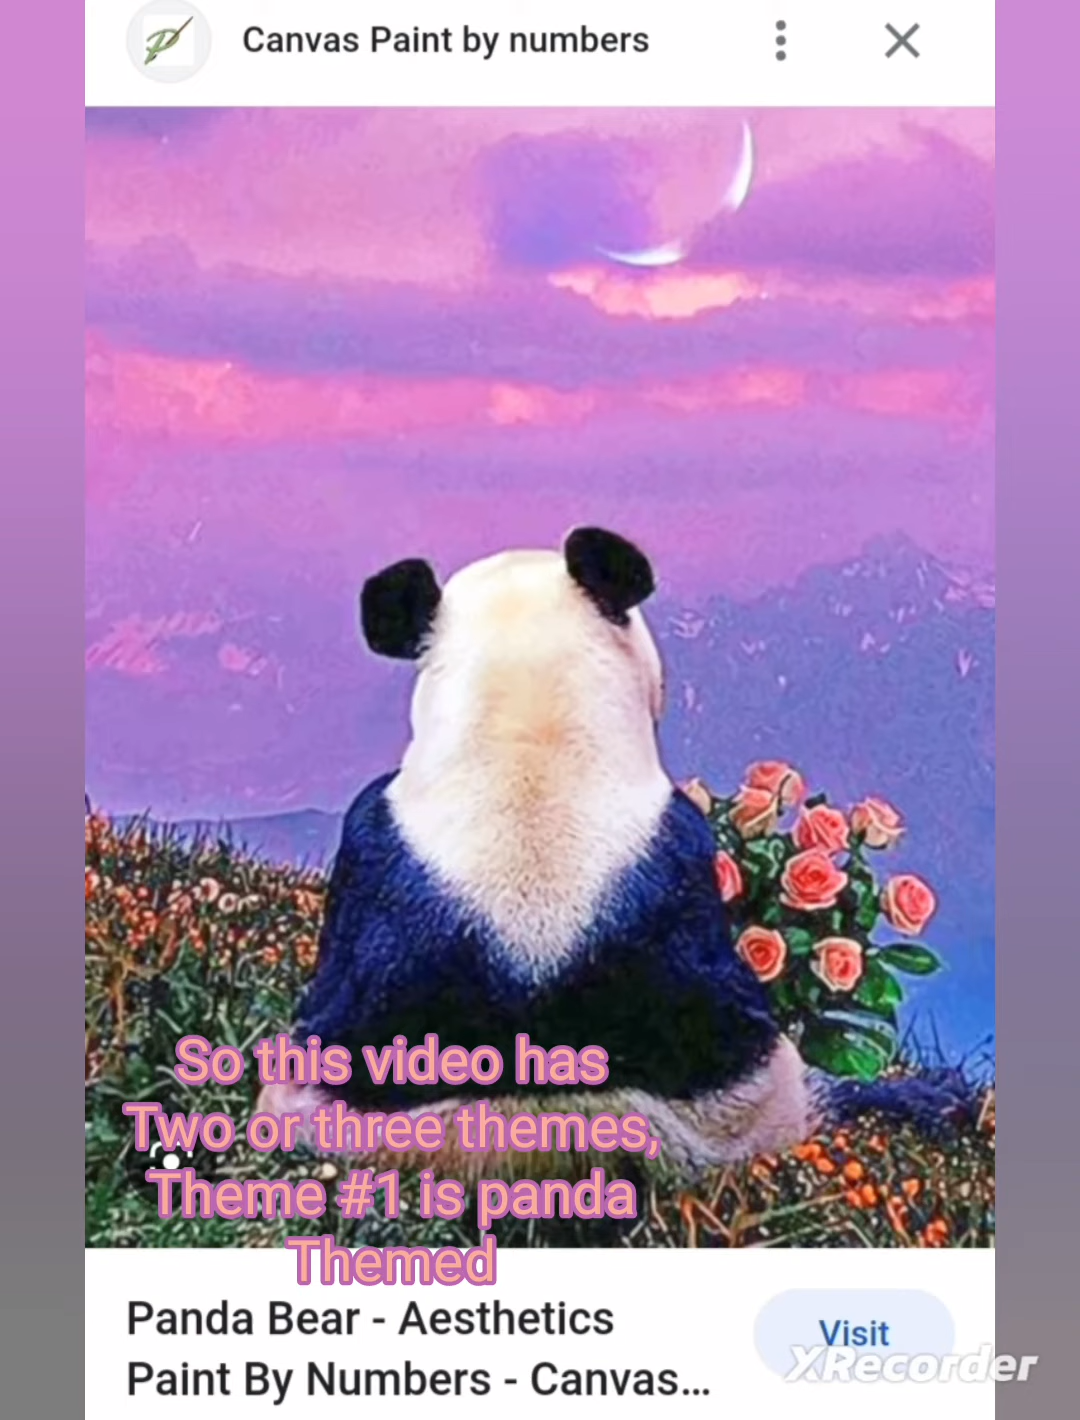 Canvas Paint by numbers
So this video has
Two or three themes,
Theme #1 is panda
Themed
Panda Bear - Aesthetics
Paint By Numbers - Canvas...
Visit
XRecorder